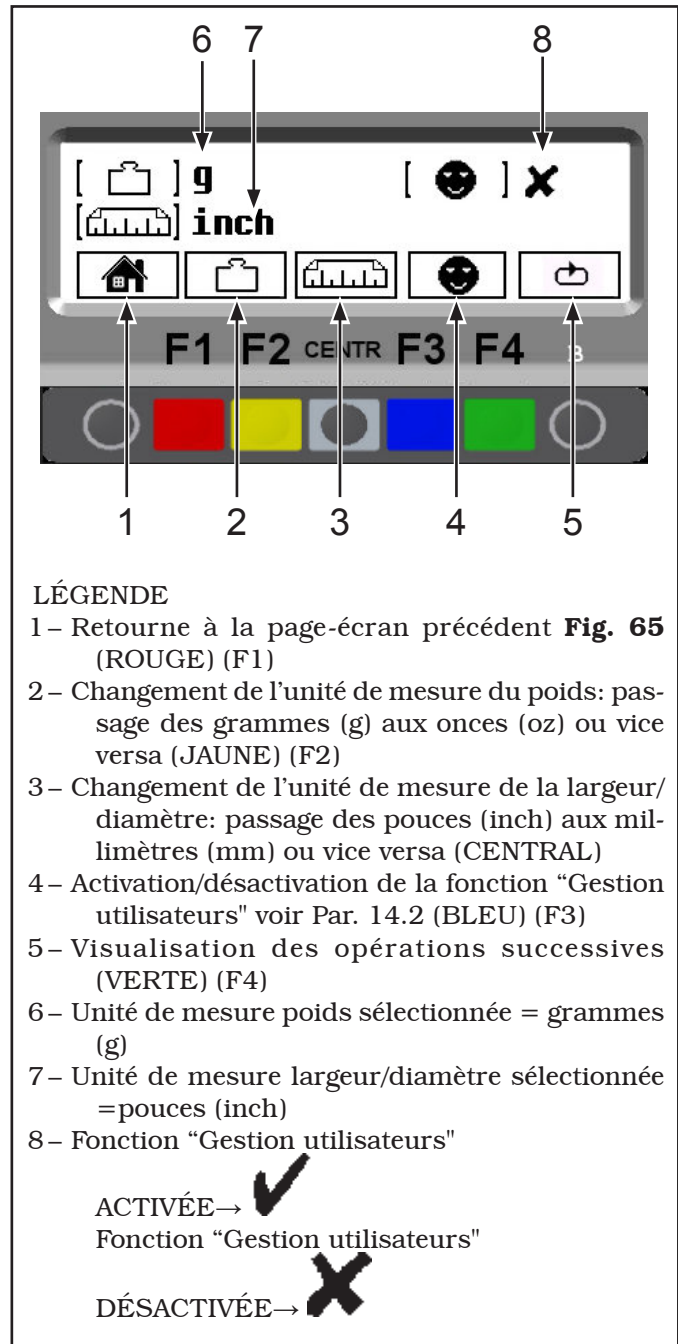 6 7 8
[ ] g [ ]
[ ] inch
F1 F2 CENTR F3 F4 B
1 2 3 4 5
LÉGENDE
1 – Retourne à la page-écran précédent Fig. 65
(ROUGE) (F1)
2 – Changement de l’unité de mesure du poids: pas-
sage des grammes (g) aux onces (oz) ou vice
versa (JAUNE) (F2)
3 – Changement de l’unité de mesure de la largeur/
diamètre: passage des pouces (inch) aux mil-
limètres (mm) ou vice versa (CENTRAL)
4 – Activation/désactivation de la fonction “Gestion
utilisateurs" voir Par. 14.2 (BLEU) (F3)
5 – Visualisation des opérations successives
(VERTE) (F4)
6 – Unité de mesure poids sélectionnée = grammes
(g)
7 – Unité de mesure largeur/diamètre sélectionnée
=pouces (inch)
8 – Fonction “Gestion utilisateurs"
ACTIVÉE→ ✔
Fonction “Gestion utilisateurs"
DÉSACTIVÉE→ ✖